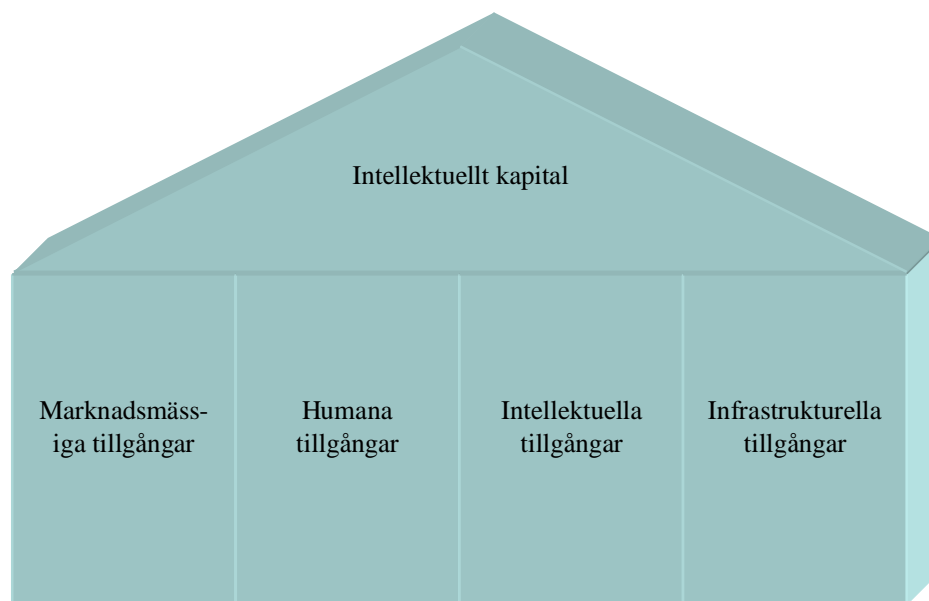 Intellektuellt kapital
Marknadsmäss-
iga tillgångar
Humana
tillgångar
Intellektuella
tillgångar
Infrastrukturella
tillgångar